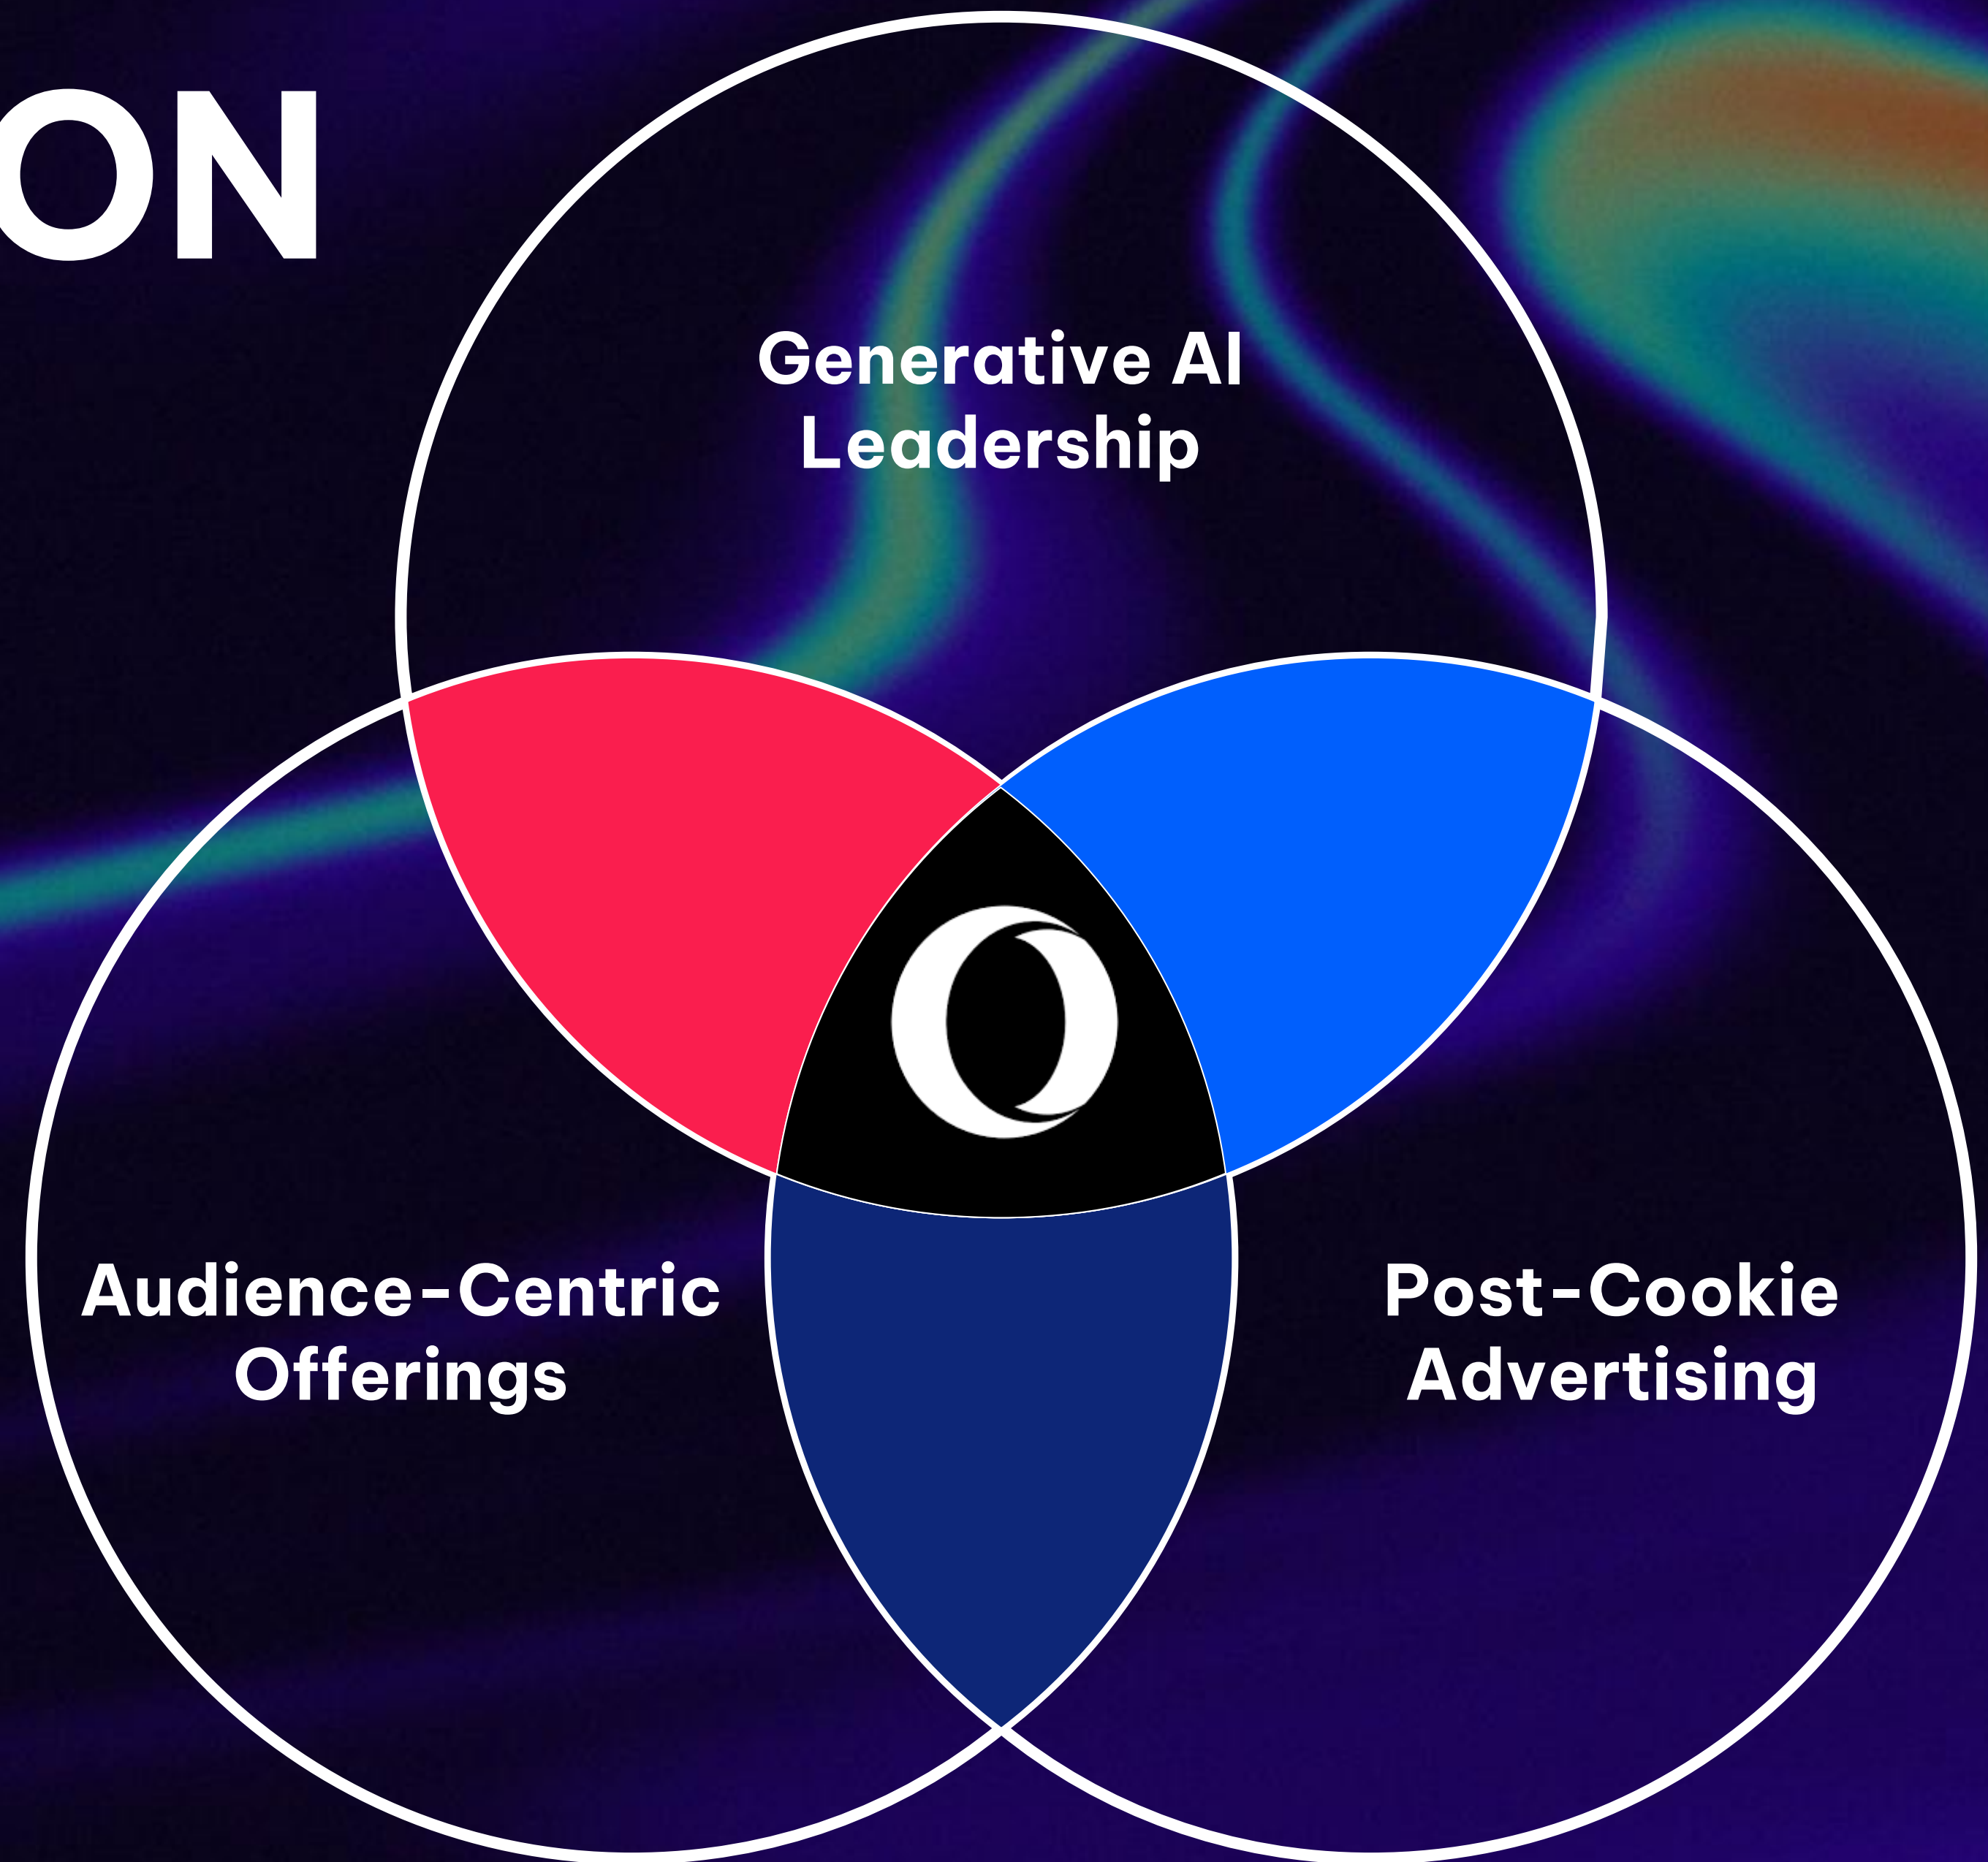 ON
Generative AI
Leadership
Audience-Centric
Offerings
Post-Cookie
Advertising